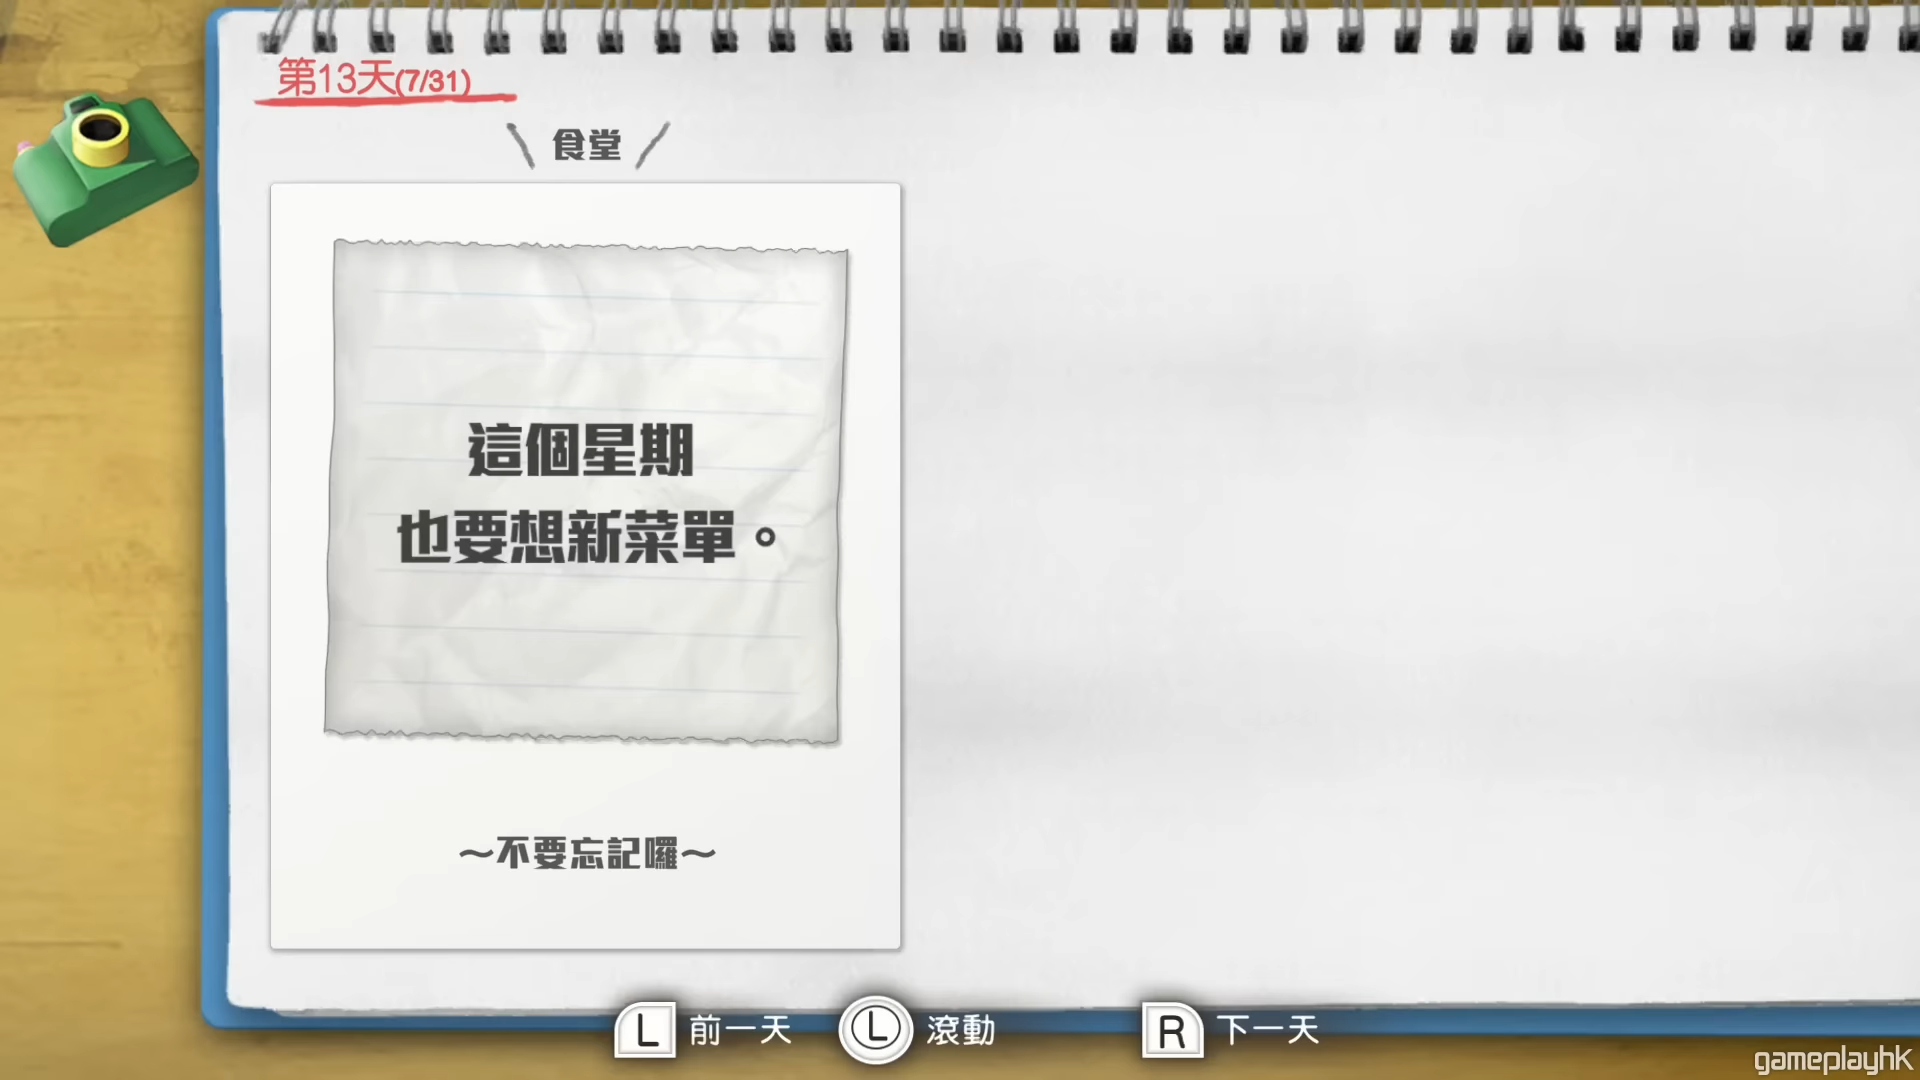 第13天(7/31)
食堂
這個星期
也要想新菜單。
～不要忘記囉～
L 前一天 L 滾動 R 下一天
gameplayhk